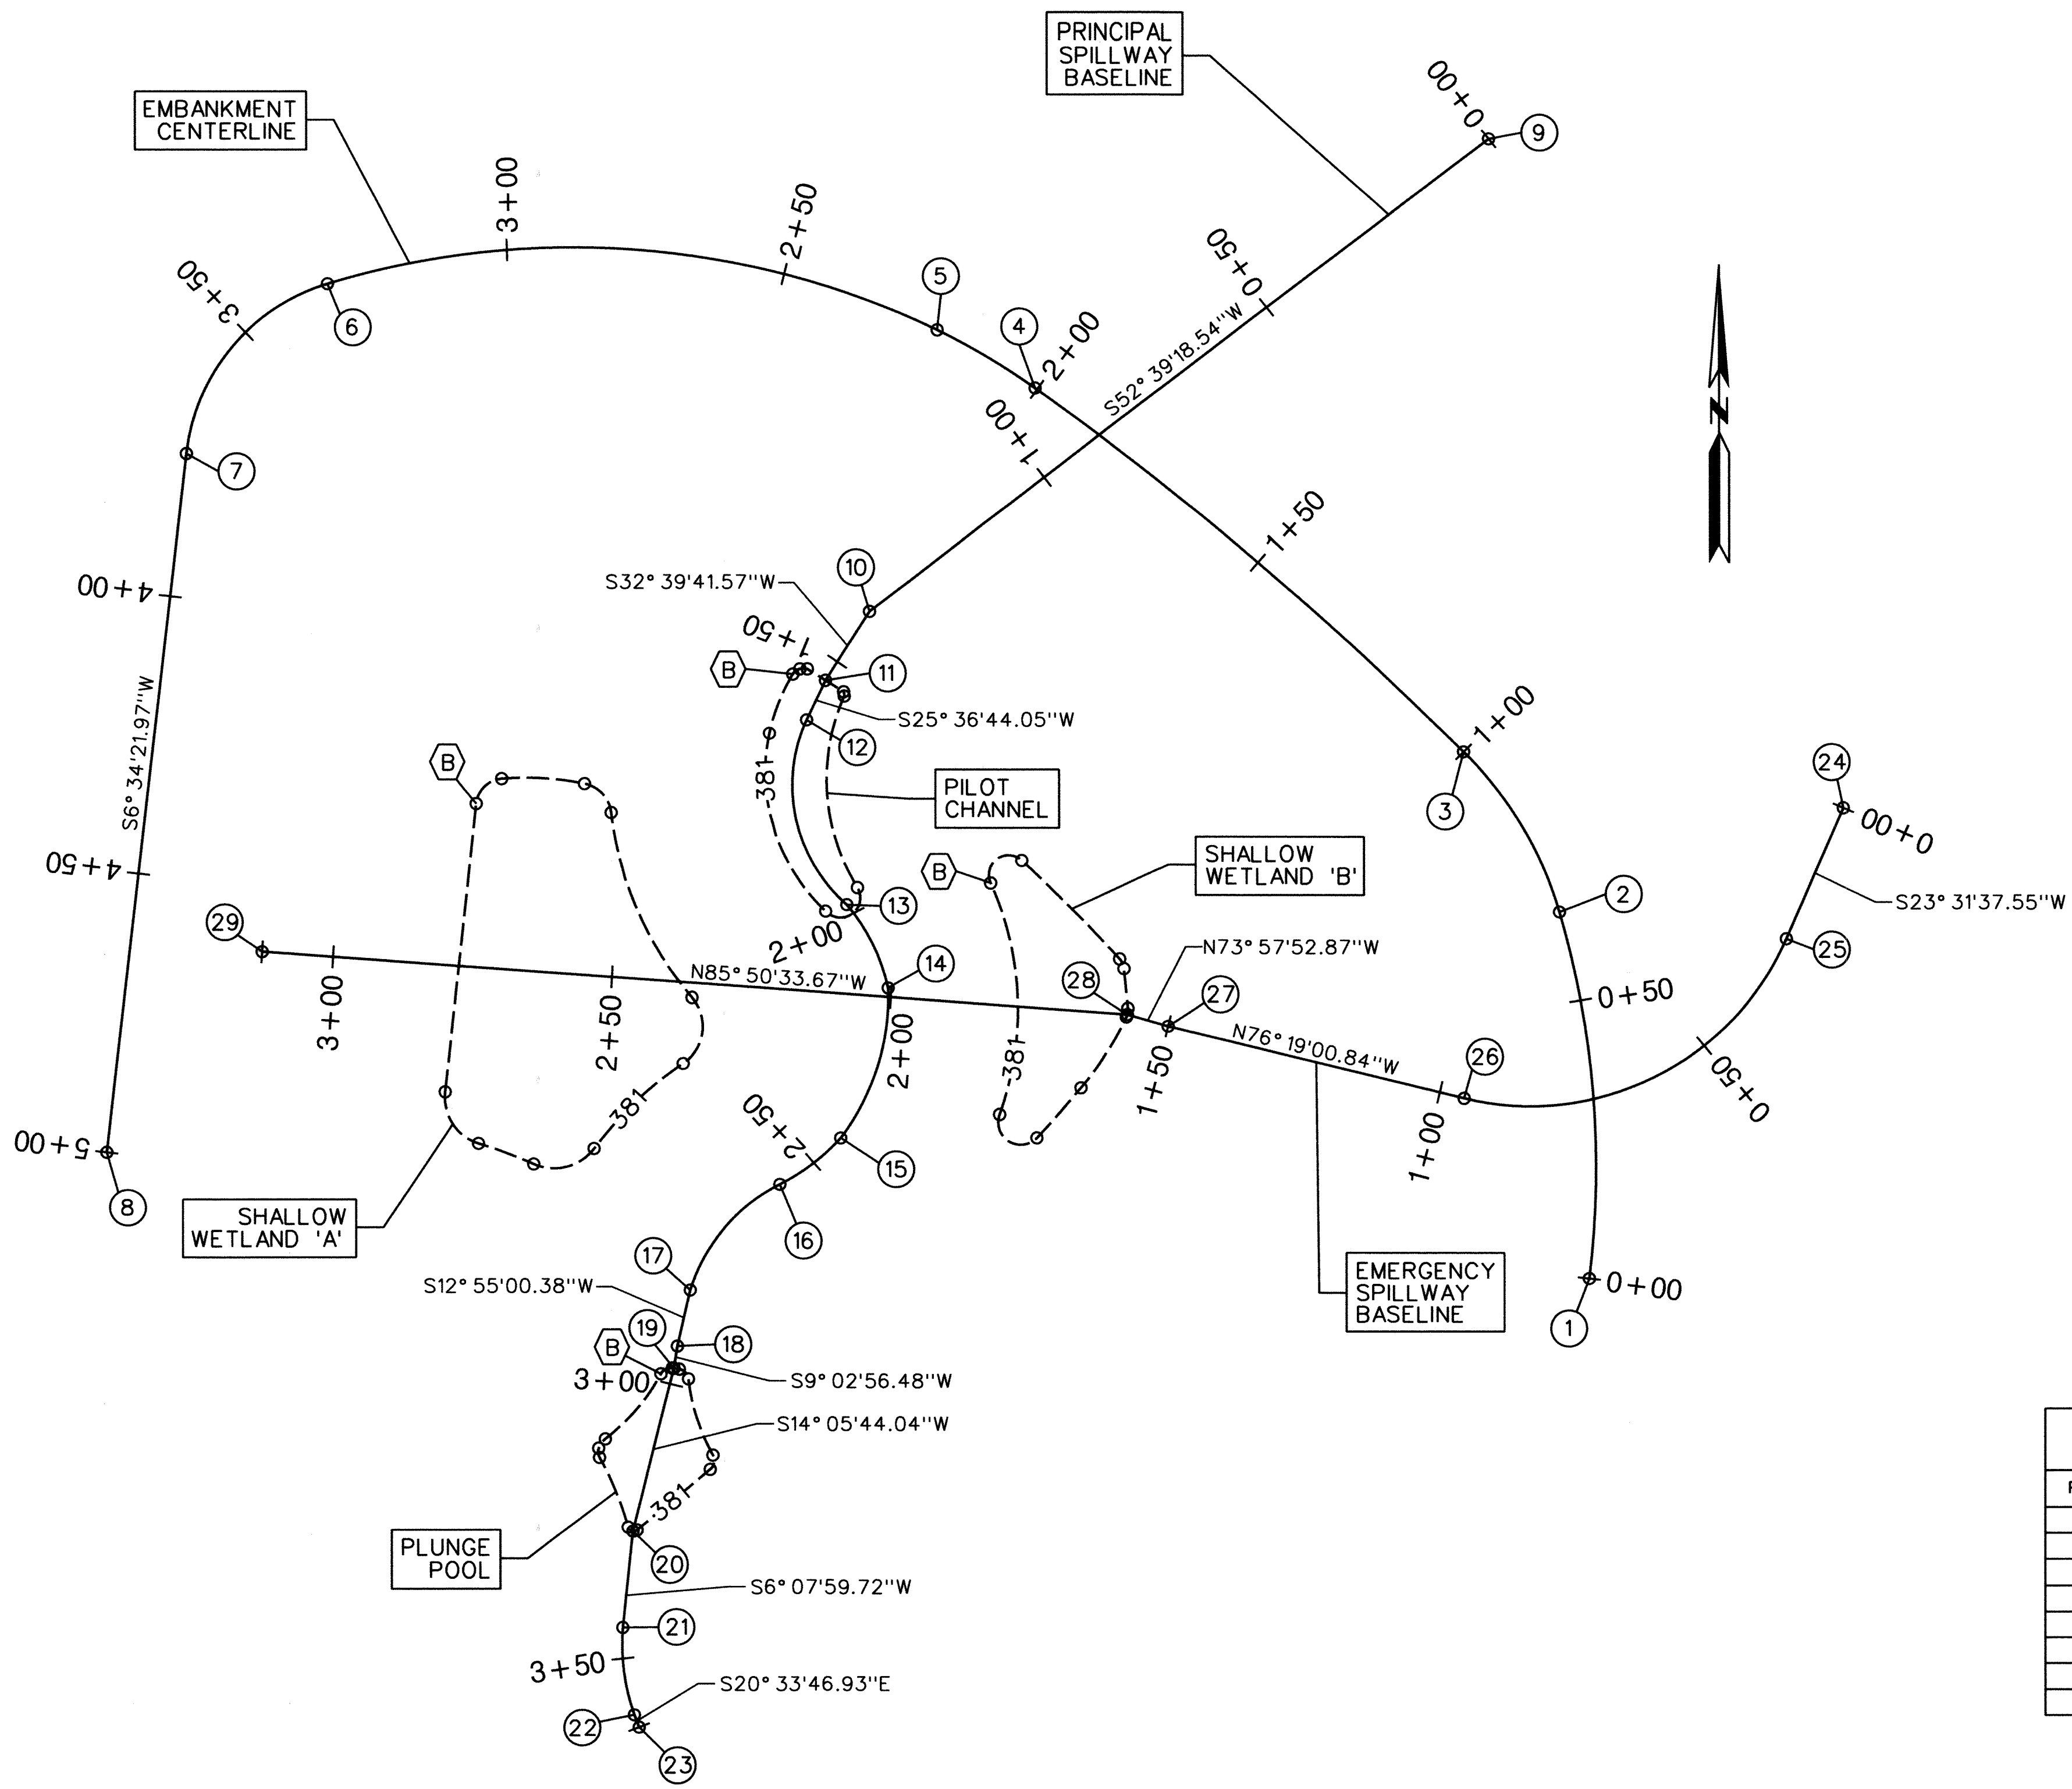 PRINCIPAL
SPILLWAY
BASELINE
0+00
9
EMBANKMENT
CENTERLINE
3+00
2+50
0+50
3+50
5
4
2+00
6
S52°39'18.54"W
N
1+00
7
1+50
10
4+00
S32°39'41.57"W
1+50
B
11
S6°34'21.97"W
S25°36'44.05"W
1+00
12
24
B
381
PILOT
CHANNEL
3
0+00
4+50
SHALLOW
WETLAND 'B'
B
2
S23°31'37.55"W
13
29
2+00
N73°57'52.87"W
25
14
N85°50'33.67"W
28
27
0+50
3+00
2+50
2+00
381
1+50
N76°19'00.84"W
26
0+50
2+50
381
1+00
5+00
15
8
SHALLOW
WETLAND 'A'
16
17
S12°55'00.38"W
EMERGENCY
SPILLWAY
BASELINE
0+00
1
19
18
B
3+00
S9°02'56.48"W
S14°05'44.04"W
381
PLUNGE
POOL
20
S6°07'59.72"W
21
3+50
S20°33'46.93"E
22
23